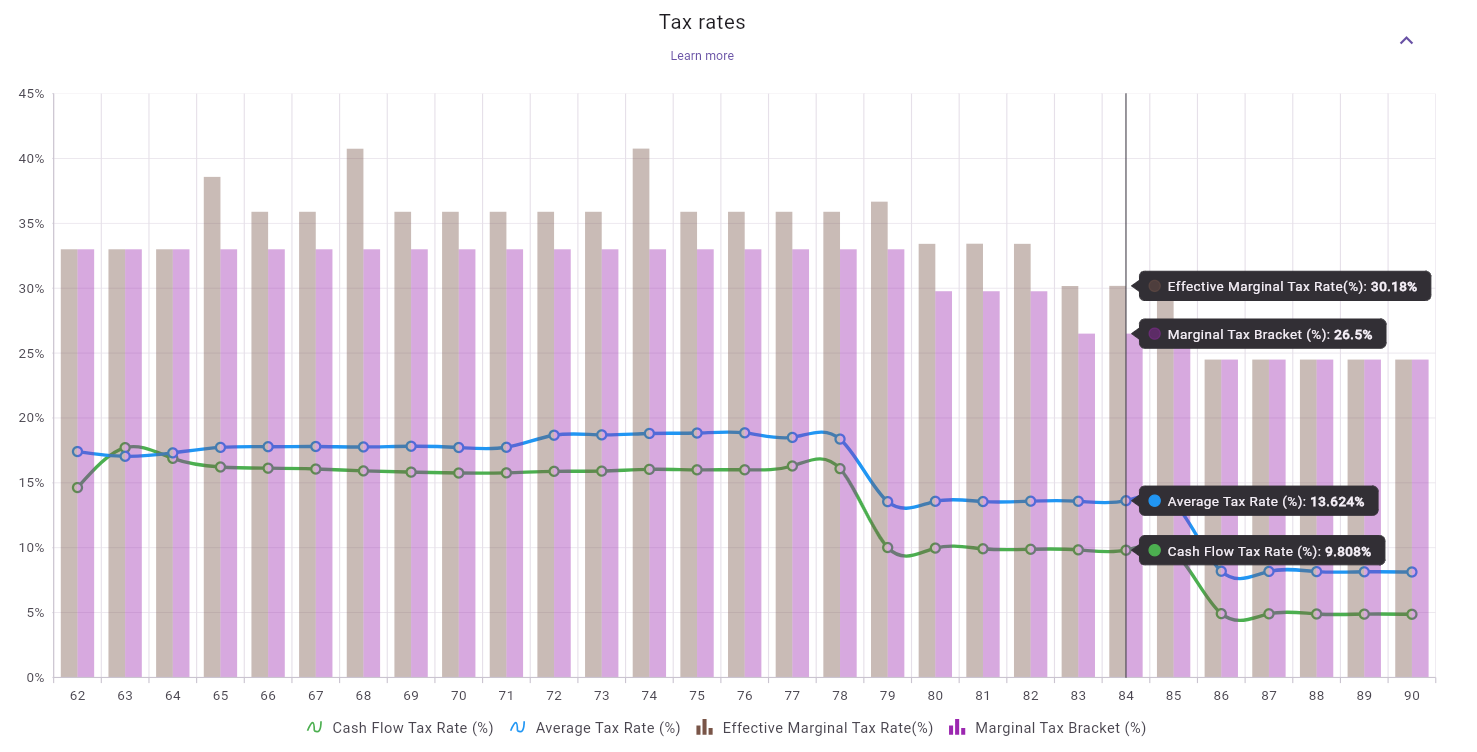 Tax rates
Learn more
45%
40%
35%
30%
25%
20%
15%
10%
5%
0%
Effective Marginal Tax Rate(%): 30.18%
Marginal Tax Bracket (%): 26.5%
Average Tax Rate (%): 13.624%
Cash Flow Tax Rate (%): 9.808%
62 63 64 65 66 67 68 69 70 71 72 73 74 75 76 77 78 79 80 81 82 83 84 85 86 87 88 89 90
Cash Flow Tax Rate (%) Average Tax Rate (%) Effective Marginal Tax Rate(%) Marginal Tax Bracket (%)